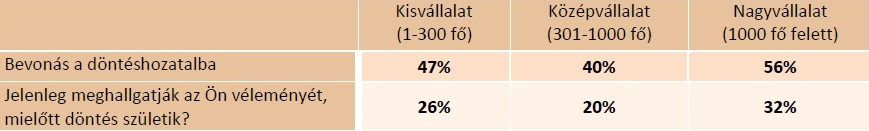 Kisvállalat Középvállalat Nagyvállalat
(1-300 fő) (301-1000 fő) (1000 fő felett)
Bevonás a döntéshozatalba 47% 40% 56%
Jelenleg meghallgatják az Ön véleményét,
mielőtt döntés születik? 26% 20% 32%